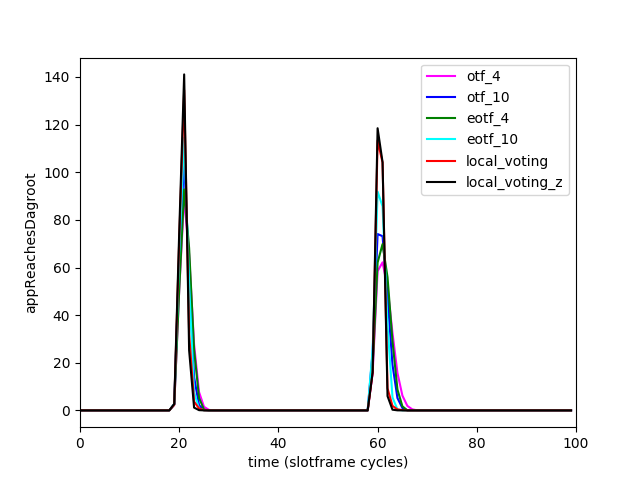 140
120
100
80
60
40
20
0
appReachesDagroot
otf_4
otf_10
eotf_4
eotf_10
local_voting
local_voting_z
0 20 40 60 80 100
time (slotframe cycles)